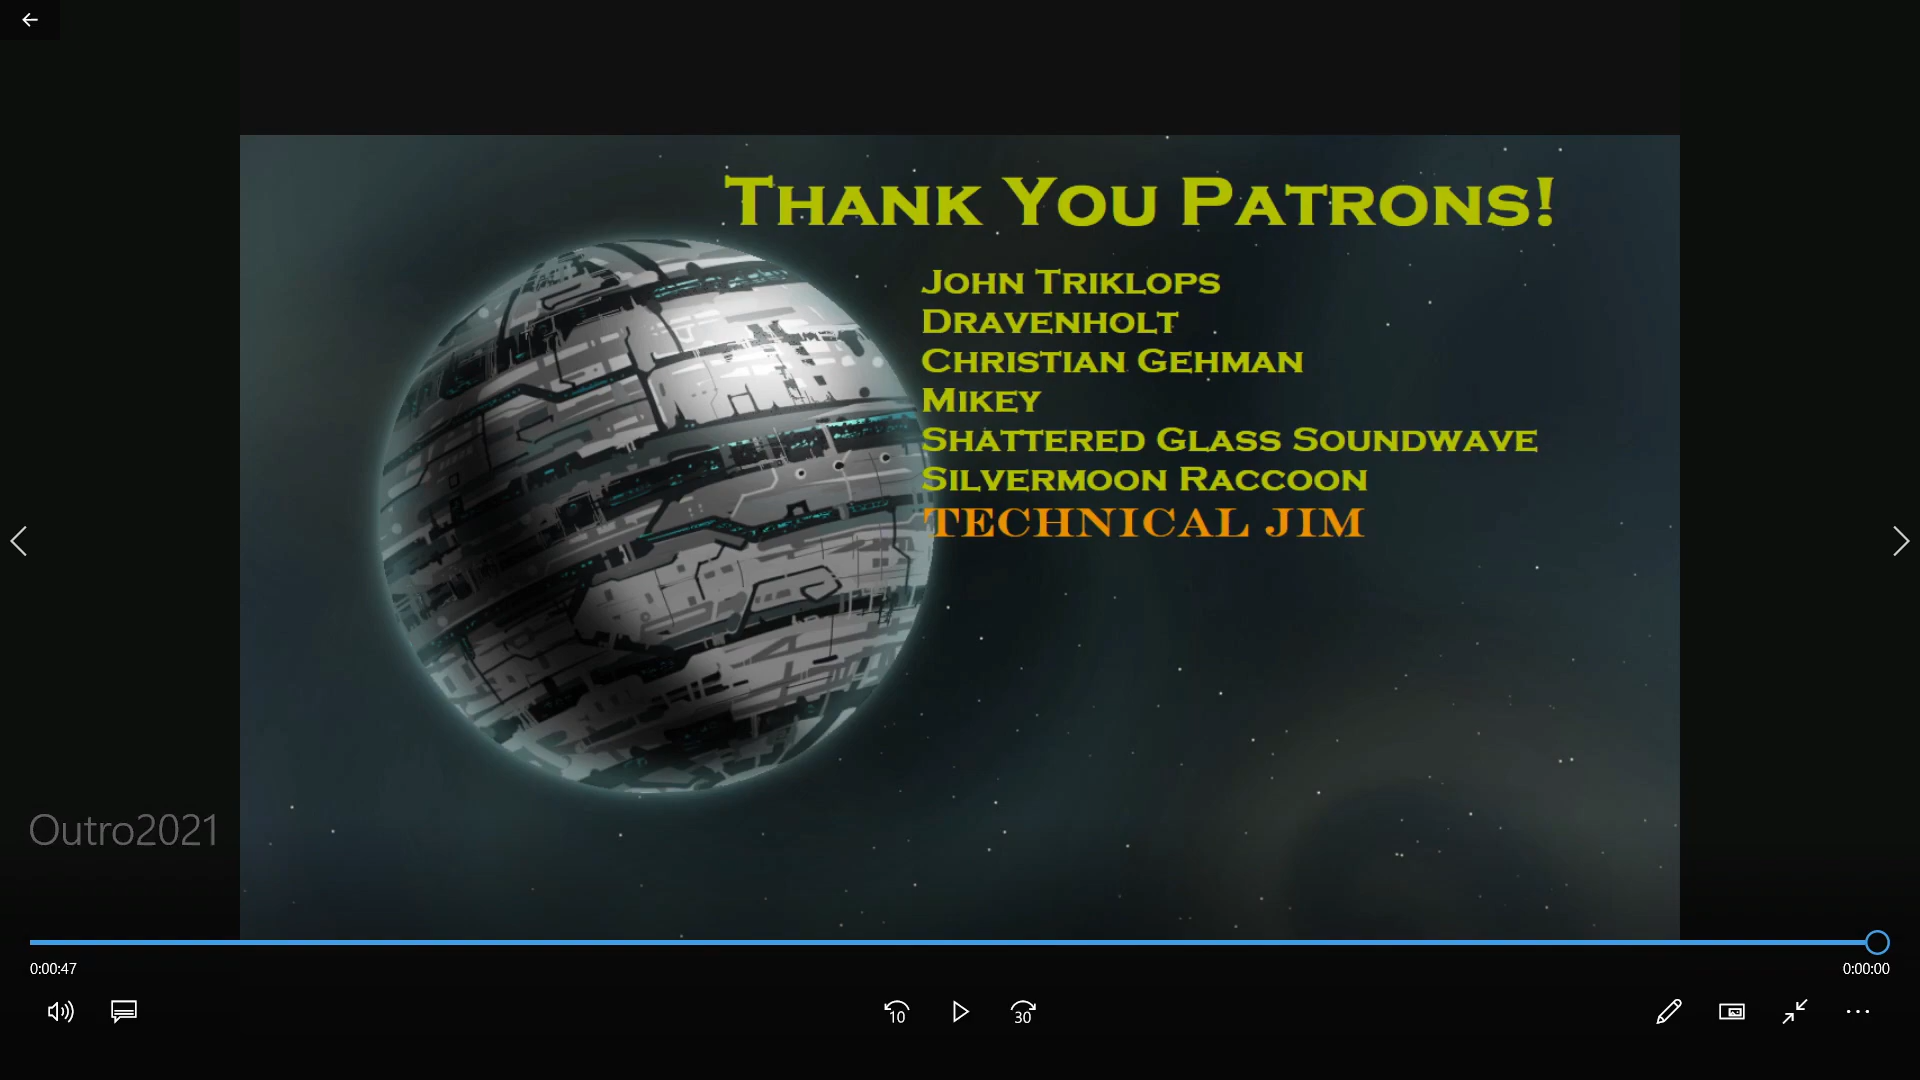 Thank You Patrons!
John Triklops
Dravenholt
Christian Gehman
Mikey
Shattered Glass Soundwave
Silvermoon Raccoon
TECHNICAL JIM
Outro2021
0:00:47
0:00:00
10
30